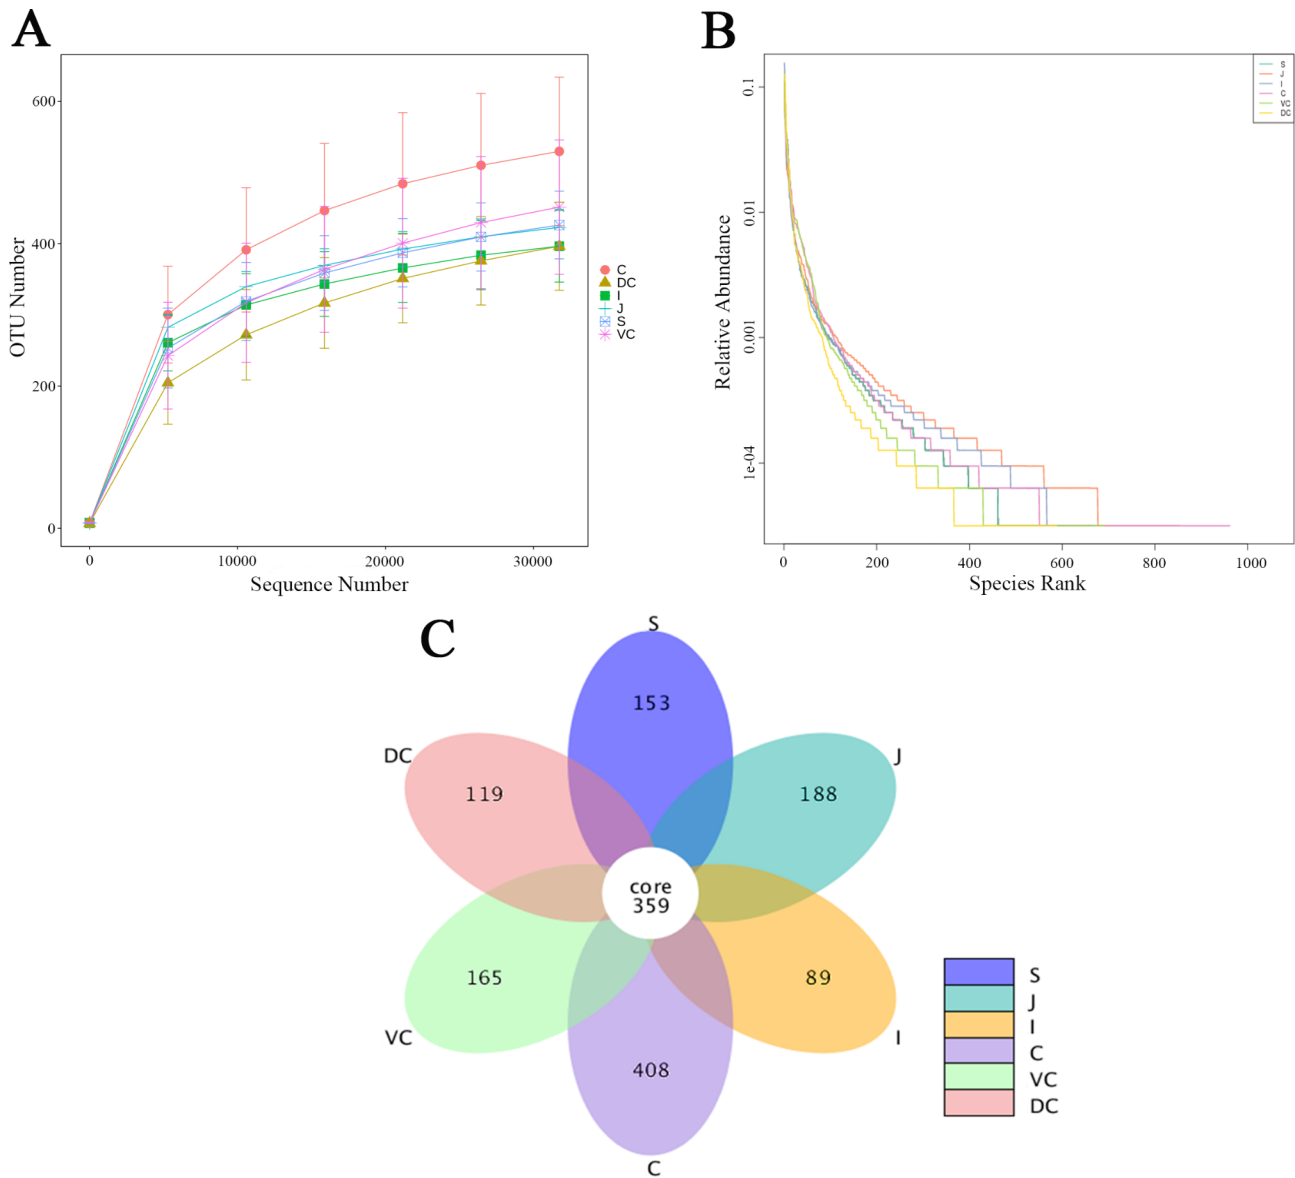 A
600
400
200
0
OTU Number
0 10000 20000 30000
Sequence Number
C
DC
I
J
S
VC
B
0.1
0.01
0.001
1e-04
Relative Abundance
0 200 400 600 800 1000
Species Rank
S
J
I
C
VC
DC
C
S
153
DC
J
119
188
core
359
165
89
VC
I
408
C
S
J
I
C
VC
DC